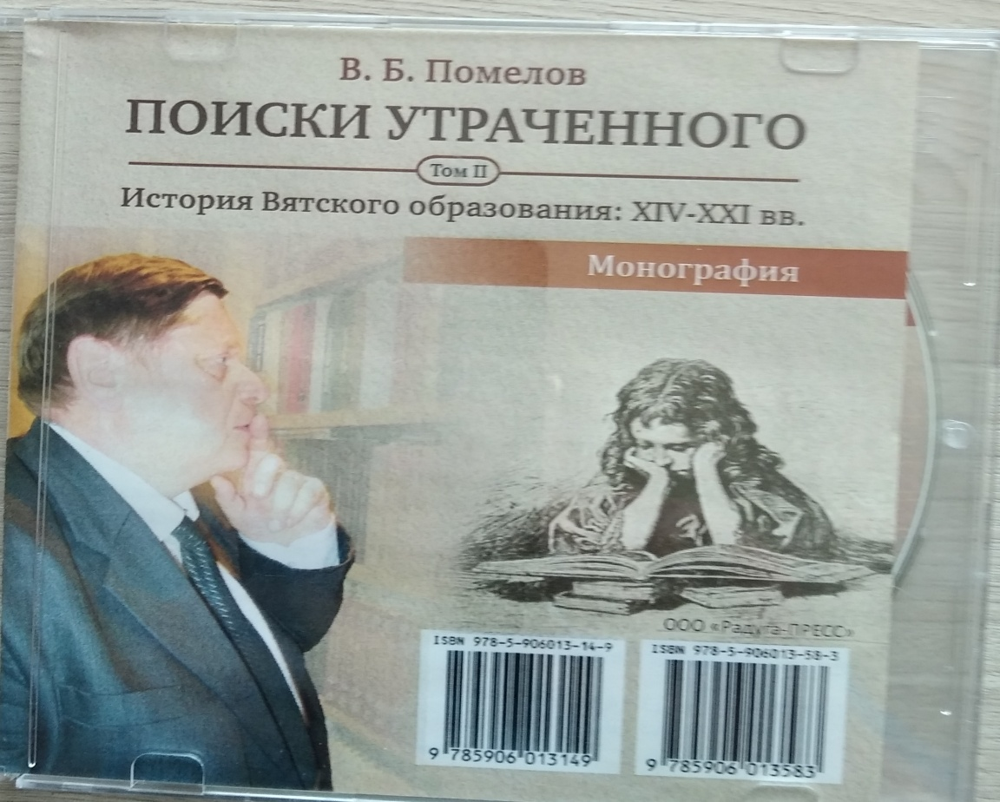 В. Б. Помелов
ПОИСКИ УТРАЧЕННОГО
Том II
История Вятского образования: XIV-XXI вв.
Монография
ООО «Радуга-ПРЕСС»
ISBN 978-5-906013-14-9
9 785906 013149
ISBN 978-5-906013-58-3
9 785906 013583